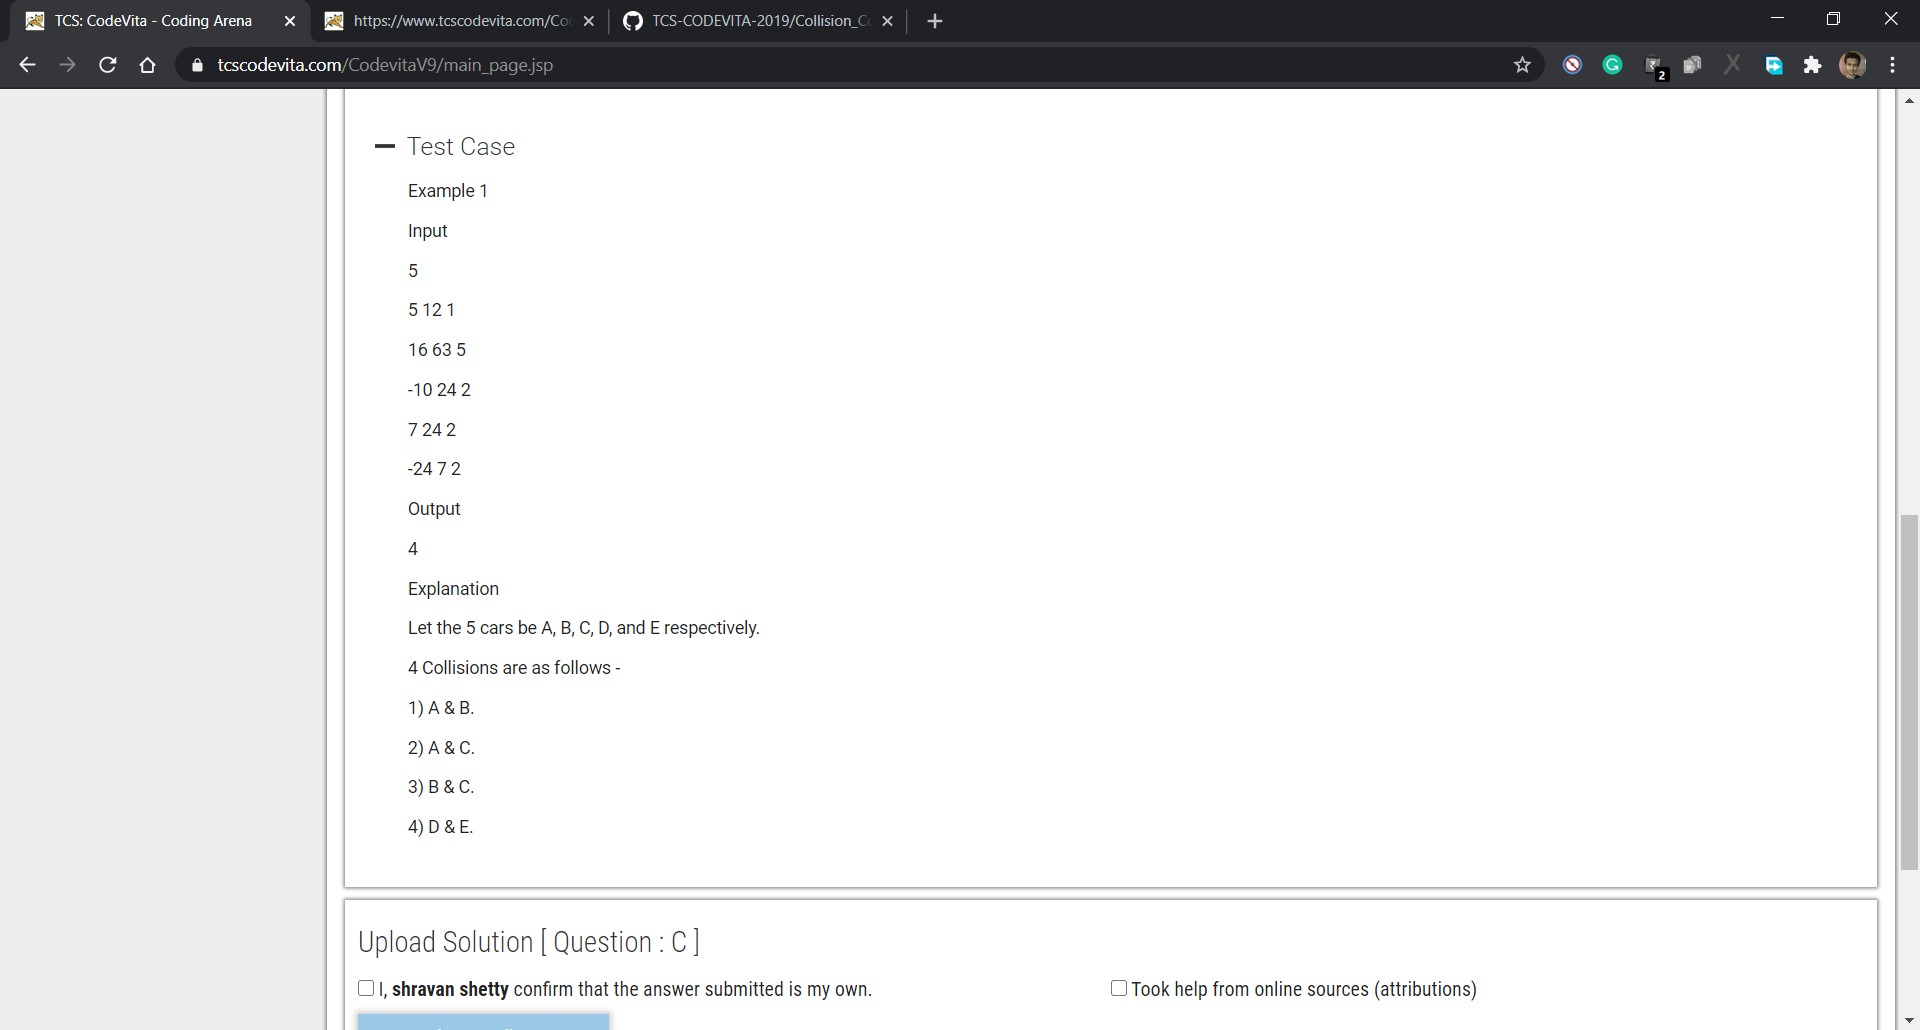 TCS: CodeVita - Coding Arena
https://www.tcscodevita.com/Co
TCS-CODEVITA-2019/Collision_C
tcscodevita.com/CodevitaV9/main_page.jsp
2
Test Case
Example 1
Input
5
5 12 1
16 63 5
-10 24 2
7 24 2
-24 7 2
Output
4
Explanation
Let the 5 cars be A, B, C, D, and E respectively.
4 Collisions are as follows -
1) A & B.
2) A & C.
3) B & C.
4) D & E.
Upload Solution [ Question : C ]
I, shravan shetty confirm that the answer submitted is my own.
Took help from online sources (attributions)